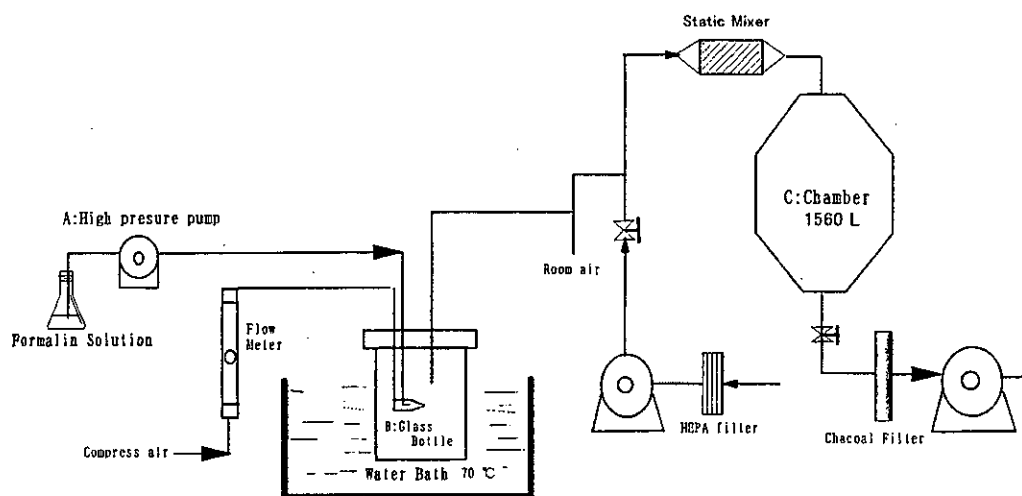 Static Mixer
C:Chamber
1560 L
A:High presure pump
Room air
Formalin Solution
Flow
Meter
B:Glass
Botlle
HEPA filter
Chacoal Filter
Compress air
Water Bath 70 ℃